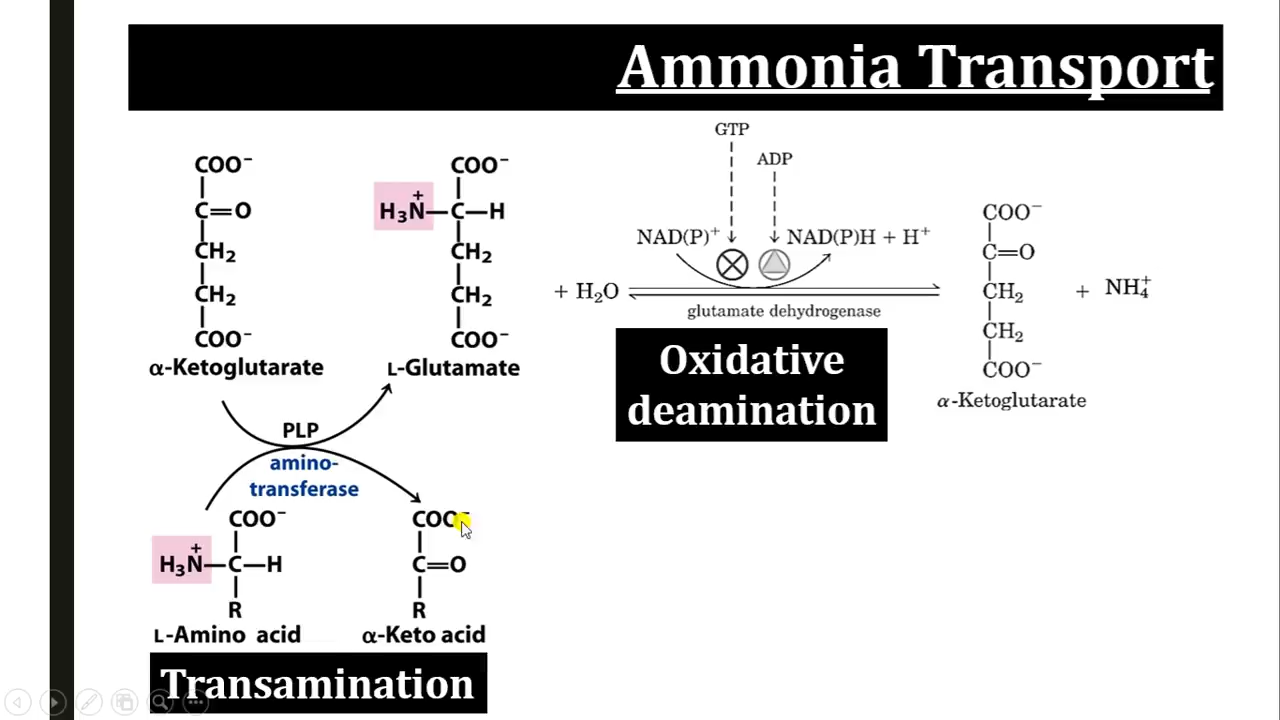 Ammonia Transport
COO⁻
C=O
CH₂
CH₂
COO⁻
α-Ketoglutarate
COO⁻
H₃N⁺—C—H
CH₂
CH₂
COO⁻
L-Glutamate
PLP
amino-
transferase
COO⁻
H₃N⁺—C—H
R
L-Amino acid
COO⁻
C=O
R
α-Keto acid
Transamination
GTP
ADP
NAD(P)⁺
NAD(P)H + H⁺
+ H₂O
glutamate dehydrogenase
Oxidative
deamination
COO⁻
C=O
CH₂
CH₂
COO⁻
α-Ketoglutarate
+ NH₄⁺